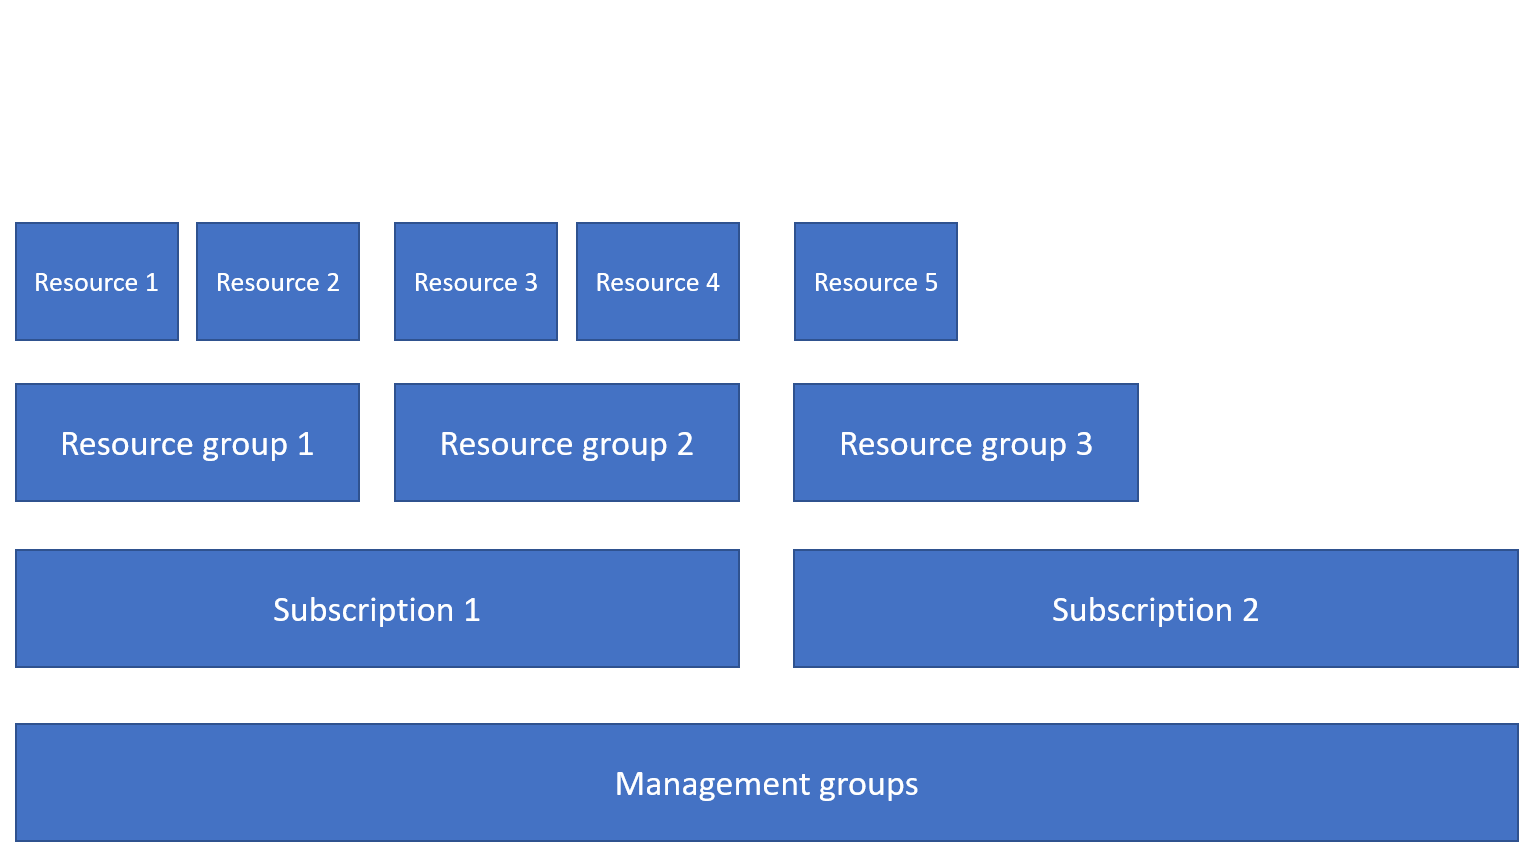 Resource 1
Resource 2
Resource 3
Resource 4
Resource 5
Resource group 1
Resource group 2
Resource group 3
Subscription 1
Subscription 2
Management groups